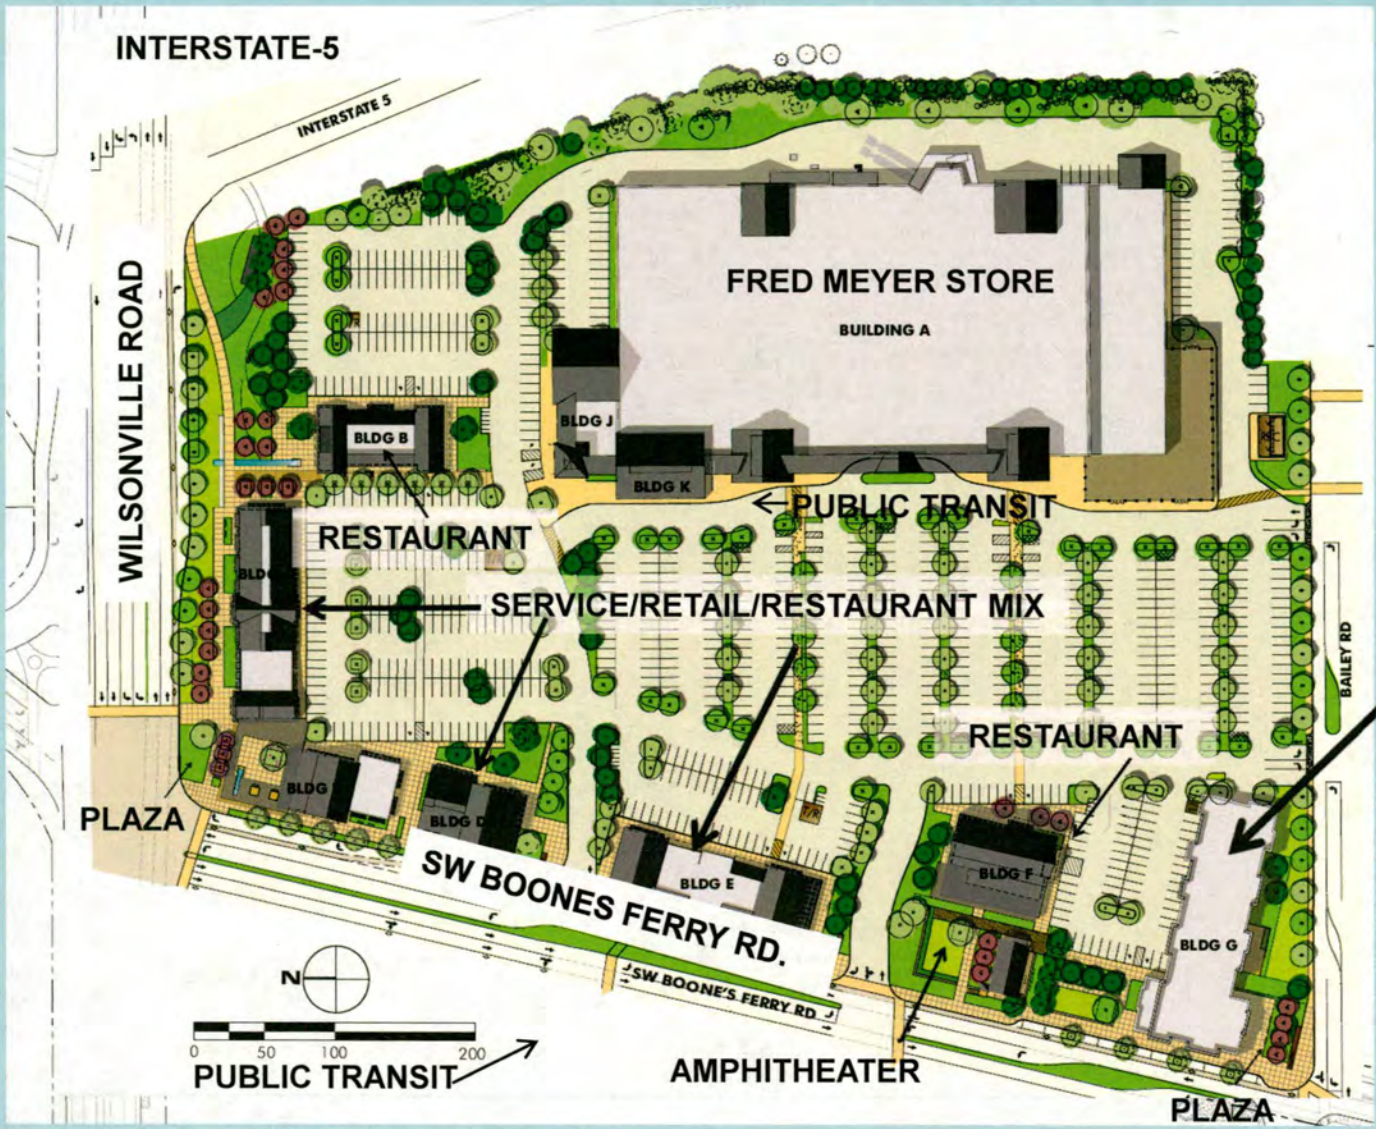 INTERSTATE-5
INTERSTATE 5
WILSONVILLE ROAD
FRED MEYER STORE
BUILDING A
BLDG J
BLDG B
BLDG K
← PUBLIC TRANSIT
RESTAURANT
SERVICE/RETAIL/RESTAURANT MIX
BAILEY RD
RESTAURANT
PLAZA
BLDG
BLDG D
BLDG E
BLDG F
SW BOONES FERRY RD.
BLDG G
N
SW BOONE'S FERRY RD
0 50 100 200
PUBLIC TRANSIT
AMPHITHEATER
PLAZA